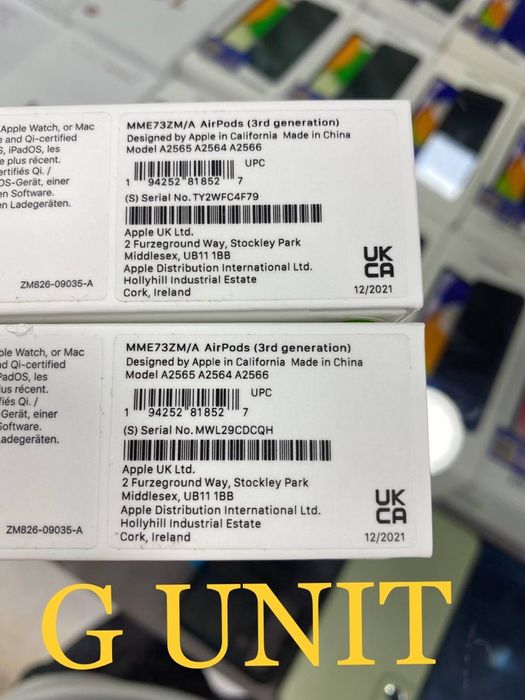 Apple Watch, or Mac
e and Qi-certified
S, iPadOS, les
e plus récent.
ertifiés Qi. /
OS-Gerät, einer
en Software.
en Ladegeräten.
ZM826-09035-A
MME73ZM/A AirPods (3rd generation)
Designed by Apple in California Made in China
Model A2565 A2564 A2566
UPC
1 94252 81852 7
(S) Serial No. TY2WFC4F79
Apple UK Ltd.
2 Furzeground Way, Stockley Park
Middlesex, UB11 1BB
Apple Distribution International Ltd.
Hollyhill Industrial Estate
Cork, Ireland
UK
CA
12/2021
ple Watch, or Mac
d Qi-certified
PadOS, les
us récent.
fiés Qi. /
Gerät, einer
Software.
adegeräten.
ZM826-09035-A
MME73ZM/A AirPods (3rd generation)
Designed by Apple in California Made in China
Model A2565 A2564 A2566
UPC
1 94252 81852 7
(S) Serial No. MWL29CDCQH
Apple UK Ltd.
2 Furzeground Way, Stockley Park
Middlesex, UB11 1BB
Apple Distribution International Ltd.
Hollyhill Industrial Estate
Cork, Ireland
UK
CA
12/2021
G UNIT